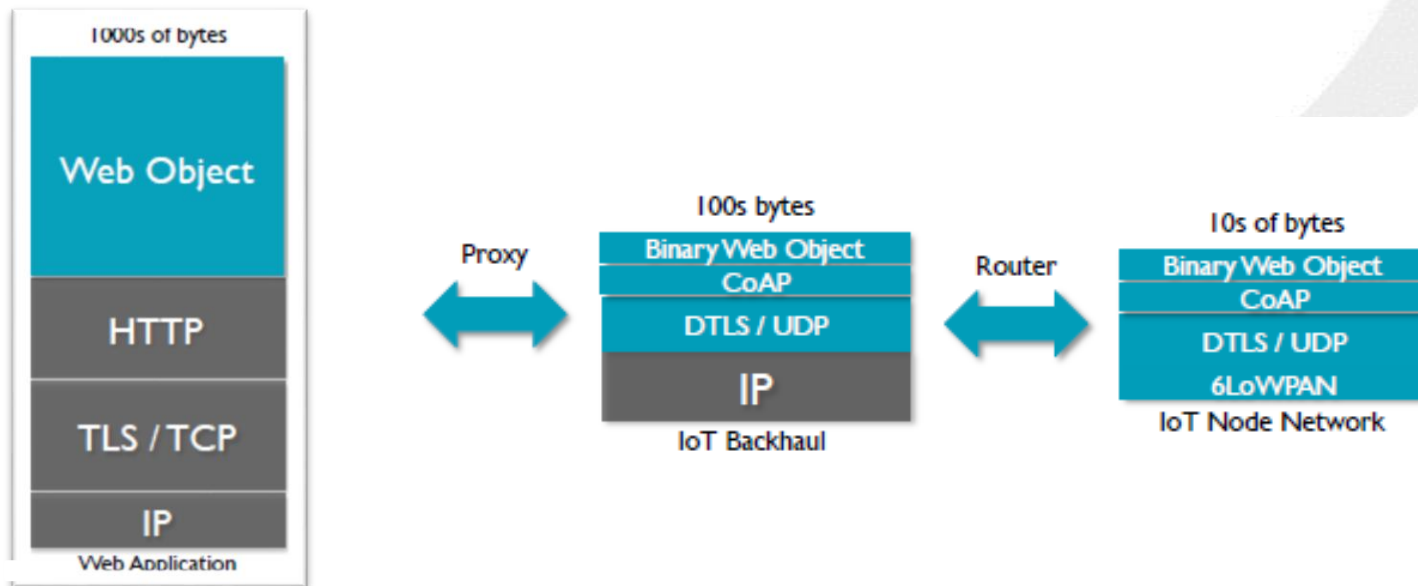 1000s of bytes
Web Object
HTTP
TLS / TCP
IP
Web Application
Proxy
100s bytes
Binary Web Object
CoAP
DTLS / UDP
IP
IoT Backhaul
Router
10s of bytes
Binary Web Object
CoAP
DTLS / UDP
6LoWPAN
IoT Node Network